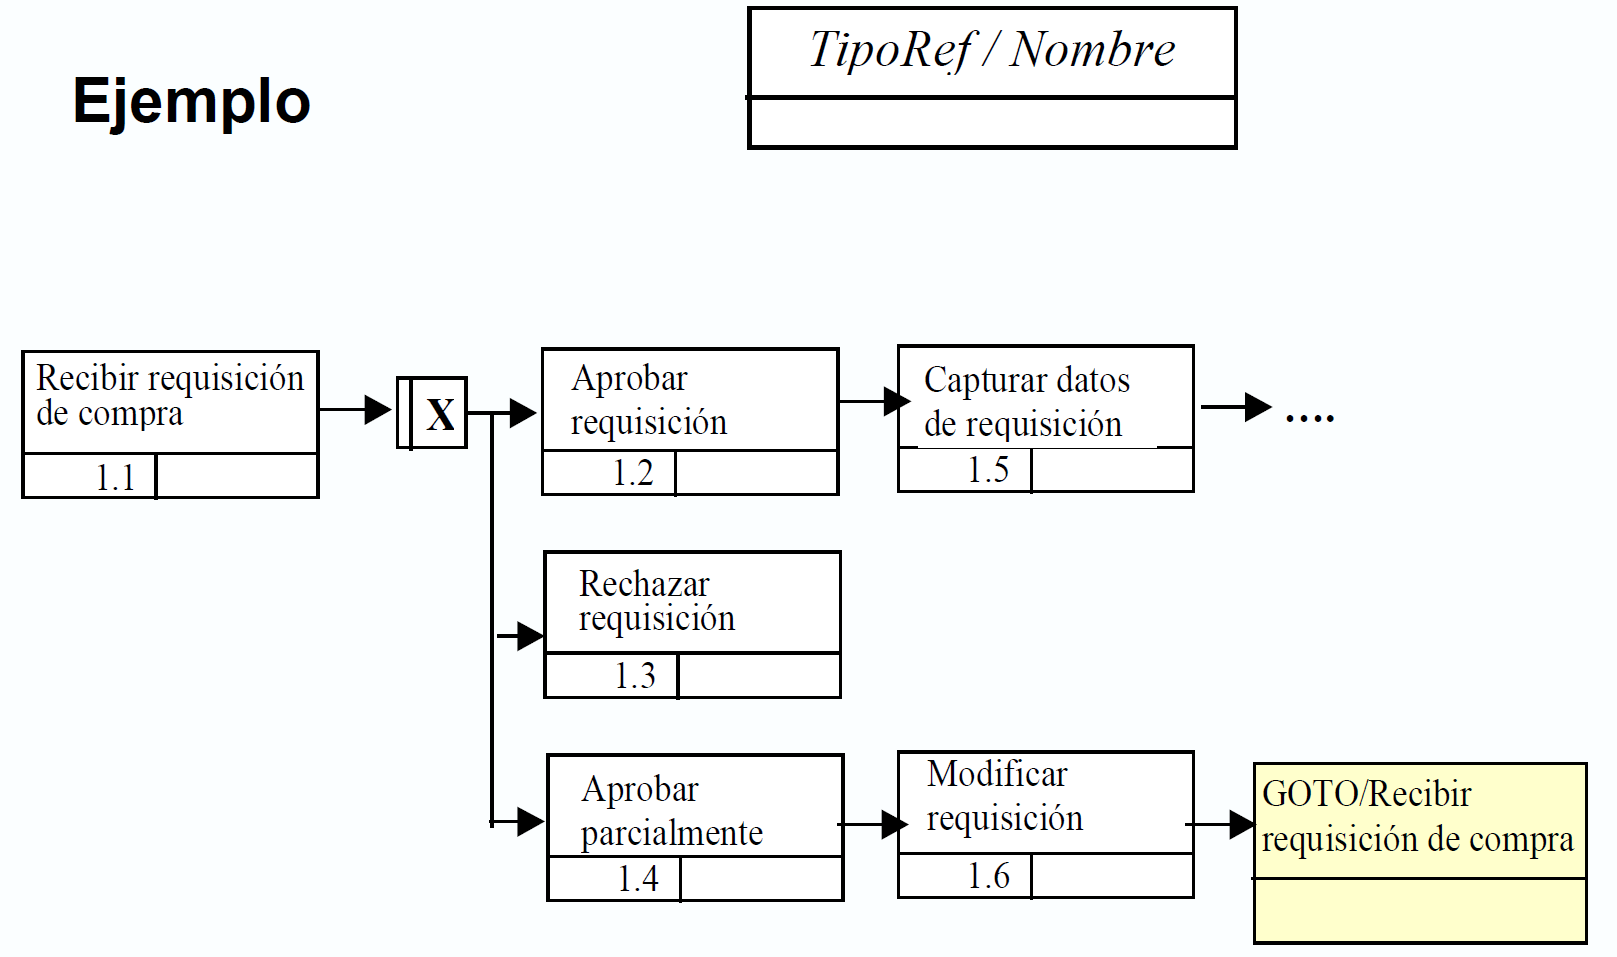 Ejemplo
TipoRef / Nombre
Recibir requisición
de compra
1.1
X
Aprobar
requisición
1.2
Capturar datos
de requisición
1.5
....
Rechazar
requisición
1.3
Aprobar
parcialmente
1.4
Modificar
requisición
1.6
GOTO/Recibir
requisición de compra